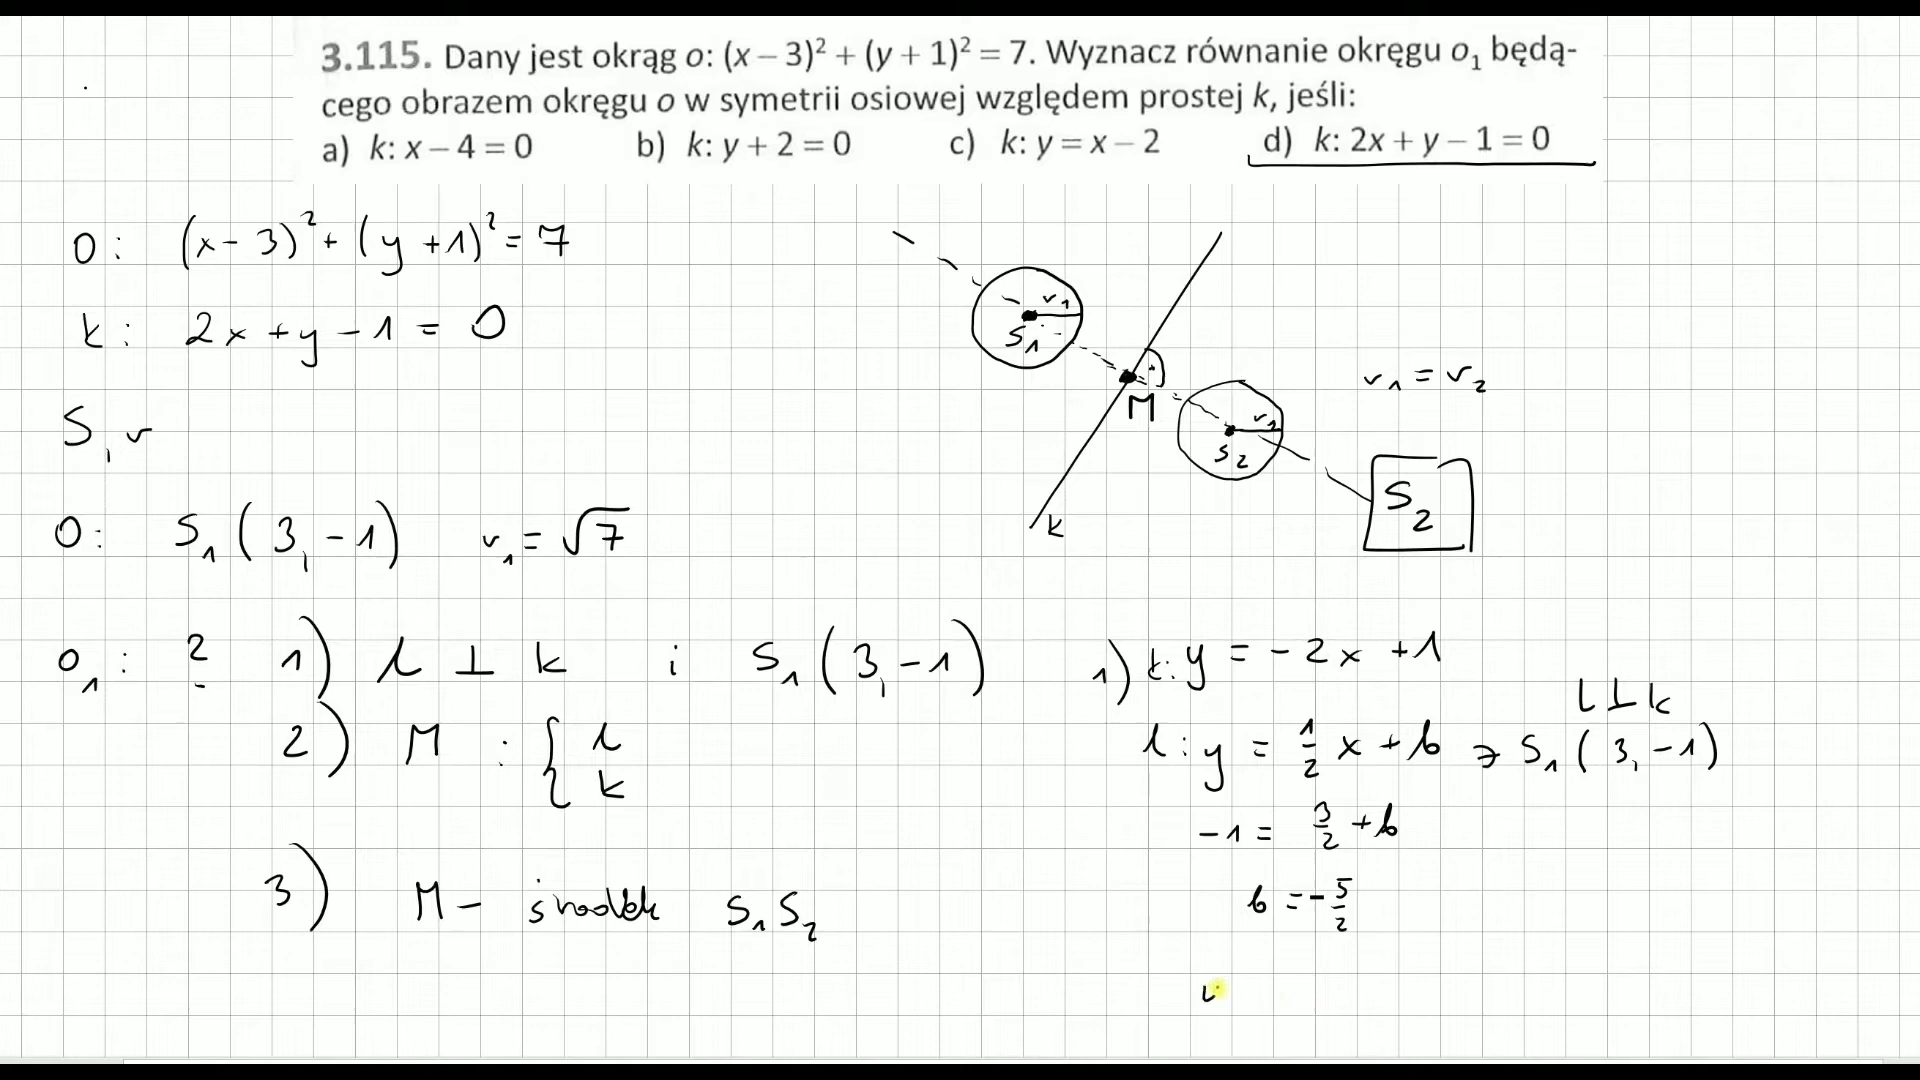 3.115. Dany jest okrąg o: (x – 3)² + (y + 1)² = 7. Wyznacz równanie okręgu o₁ będą-
cego obrazem okręgu o w symetrii osiowej względem prostej k, jeśli:
a) k: x – 4 = 0 b) k: y + 2 = 0 c) k: y = x – 2 d) k: 2x + y – 1 = 0
O: (x - 3)² + (y + 1)² = 7
k: 2x + y - 1 = 0
S, r
O: S₁ (3, -1) r₁ = √7
r₁
S₁
M
r₂
S₂
k
r₁ = r₂
S₂
O₁: ? 1) l ⊥ k i S₁ (3, -1)
2) M : { l
k
3) M - środek S₁S₂
1) k: y = -2x + 1
l ⊥ k
l: y = 1/2 x + b ∋ S₁ (3, -1)
-1 = 3/2 + b
b = -5/2